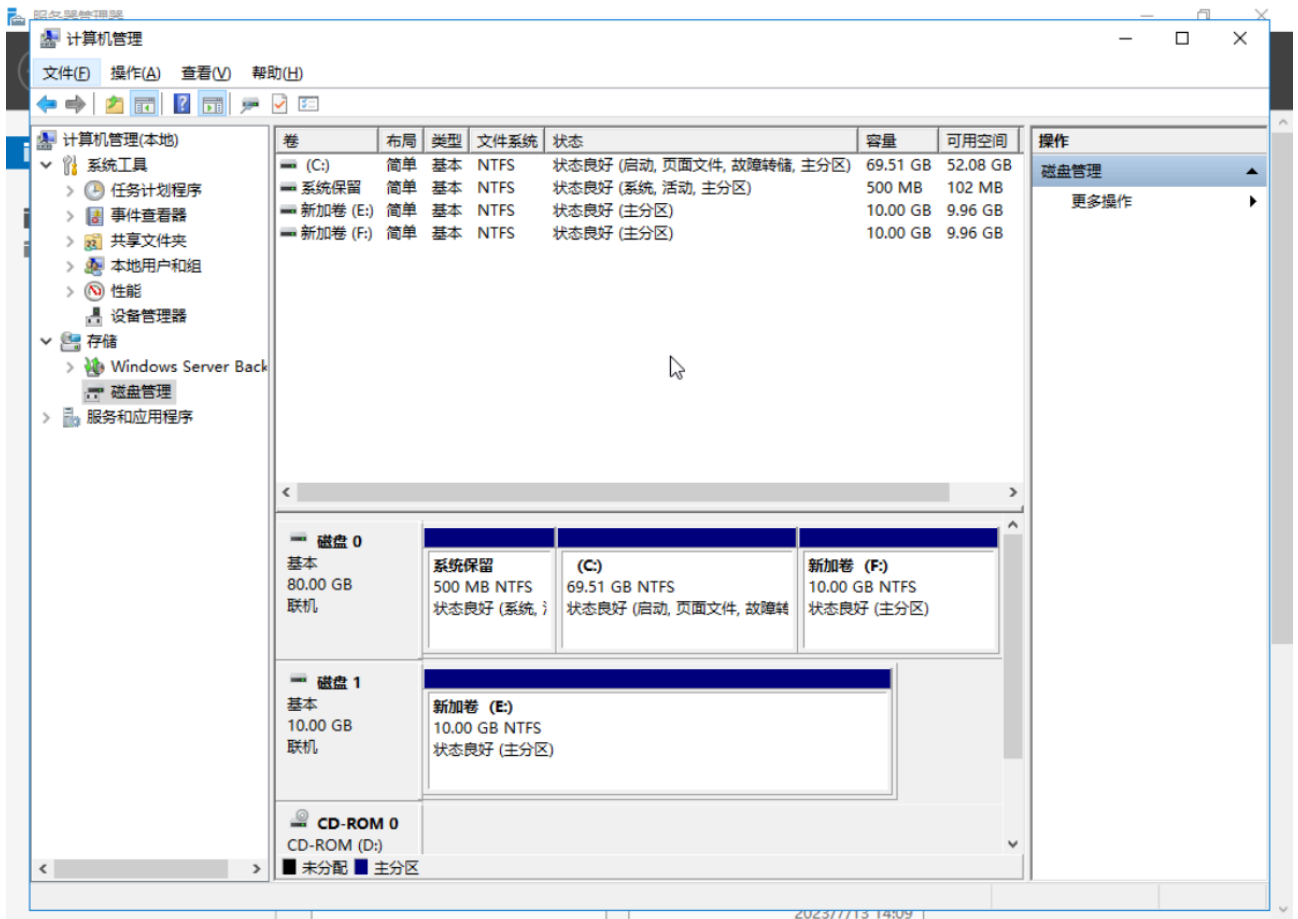 服务器管理器
计算机管理
文件(F) 操作(A) 查看(V) 帮助(H)
计算机管理(本地)
系统工具
任务计划程序
事件查看器
共享文件夹
本地用户和组
性能
设备管理器
存储
Windows Server Back
磁盘管理
服务和应用程序
卷 布局 类型 文件系统 状态 容量 可用空间
(C:) 简单 基本 NTFS 状态良好 (启动, 页面文件, 故障转储, 主分区) 69.51 GB 52.08 GB
系统保留 简单 基本 NTFS 状态良好 (系统, 活动, 主分区) 500 MB 102 MB
新加卷 (E:) 简单 基本 NTFS 状态良好 (主分区) 10.00 GB 9.96 GB
新加卷 (F:) 简单 基本 NTFS 状态良好 (主分区) 10.00 GB 9.96 GB
操作
磁盘管理
更多操作
磁盘 0
基本
80.00 GB
联机
系统保留
500 MB NTFS
状态良好 (系统,
(C:)
69.51 GB NTFS
状态良好 (启动, 页面文件, 故障转
新加卷 (F:)
10.00 GB NTFS
状态良好 (主分区)
磁盘 1
基本
10.00 GB
联机
新加卷 (E:)
10.00 GB NTFS
状态良好 (主分区)
CD-ROM 0
CD-ROM (D:)
未分配 主分区
2023/7/13 14:09